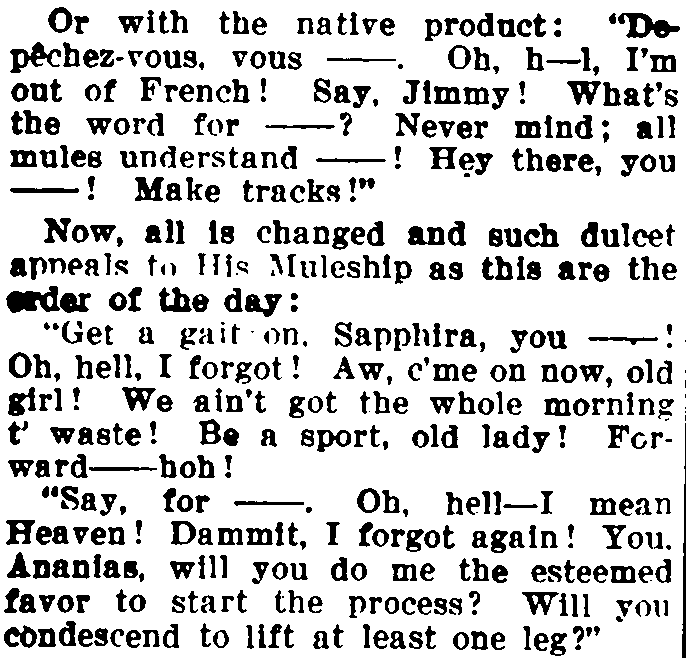 Or with the native product: "De-
pêchez-vous, vous ——. Oh, h—l, I'm
out of French! Say, Jimmy! What's
the word for ——? Never mind; all
mules understand ——! Hey there, you
——! Make tracks!"
Now, all is changed and such dulcet
appeals to His Muleship as this are the
order of the day:
"Get a gait on, Sapphira, you ——!
Oh, hell, I forgot! Aw, c'me on now, old
girl! We ain't got the whole morning
t' waste! Be a sport, old lady! For-
ward——hoh!
"Say, for ——. Oh, hell—I mean
Heaven! Dammit, I forgot again! You,
Ananias, will you do me the esteemed
favor to start the process? Will you
condescend to lift at least one leg?"